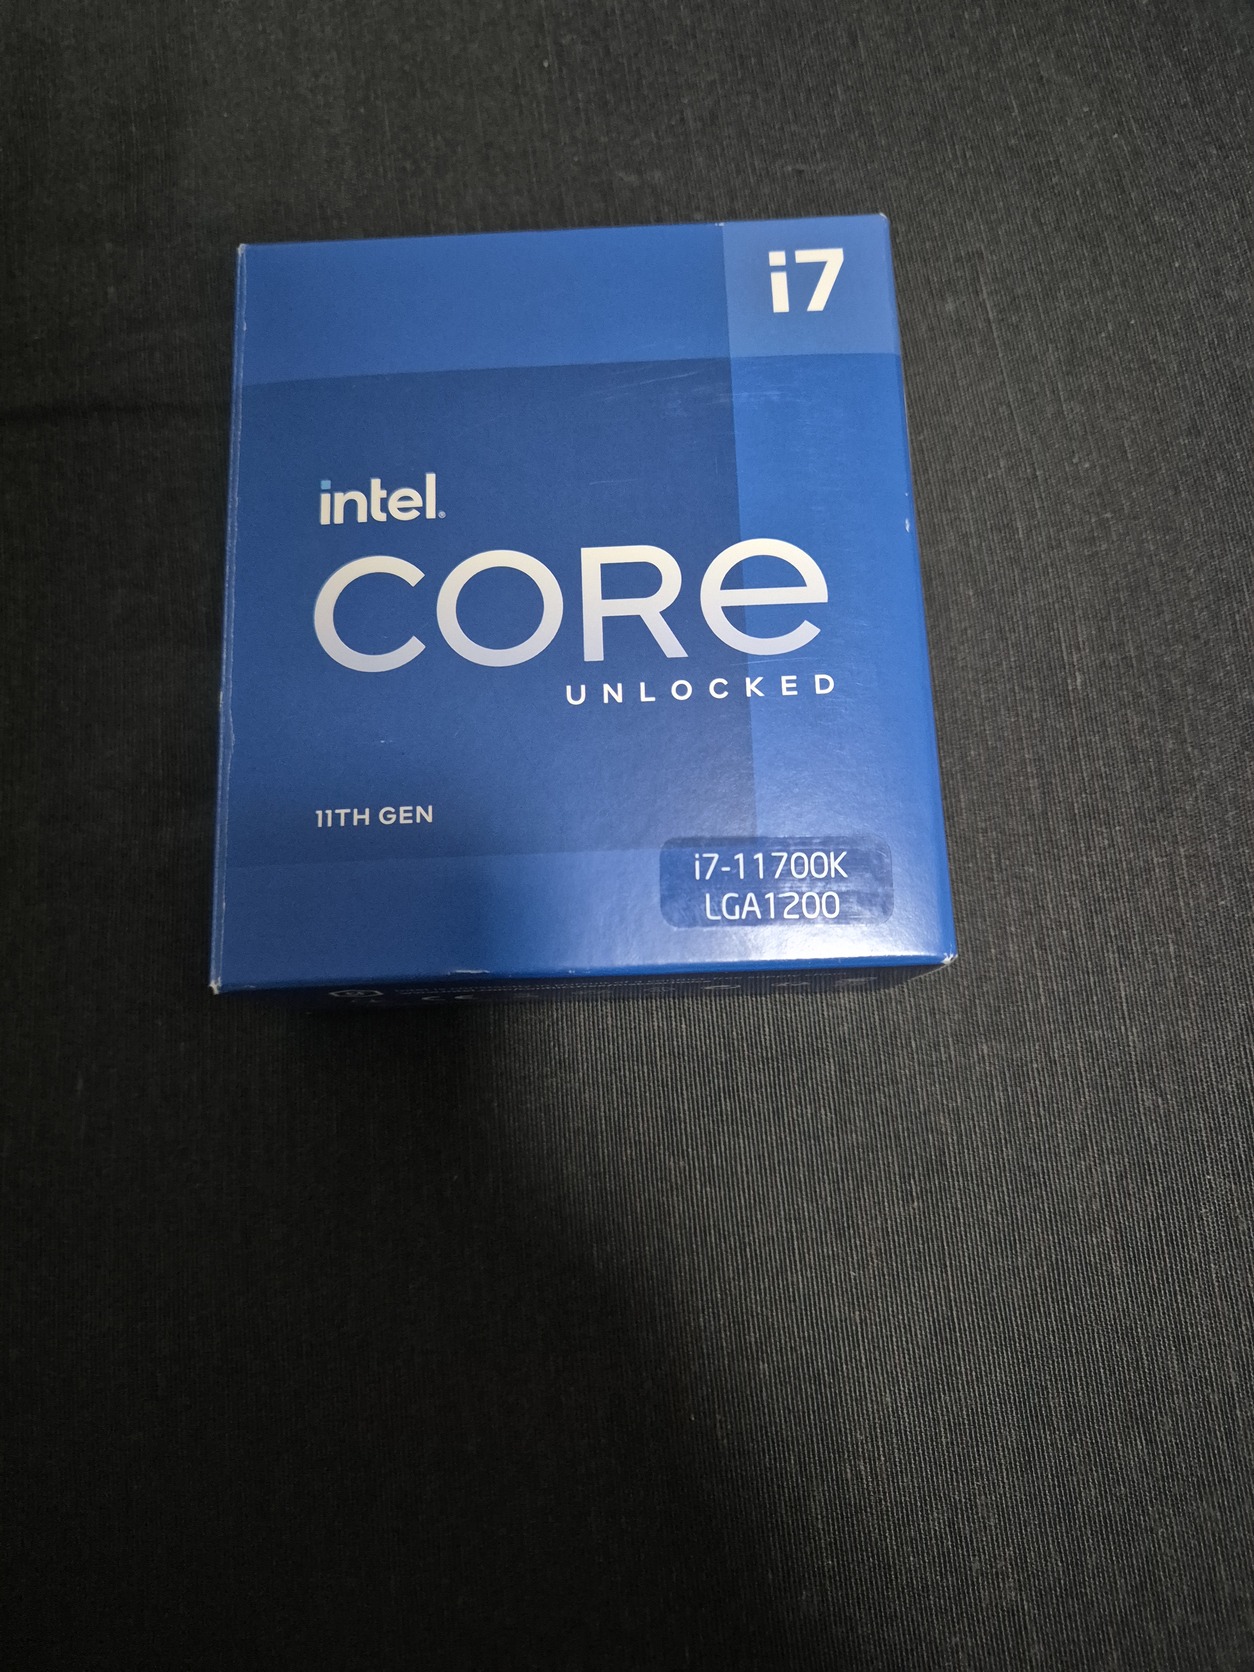 i7
intel.
CORe
UNLOCKED
11TH GEN
i7-11700K
LGA1200